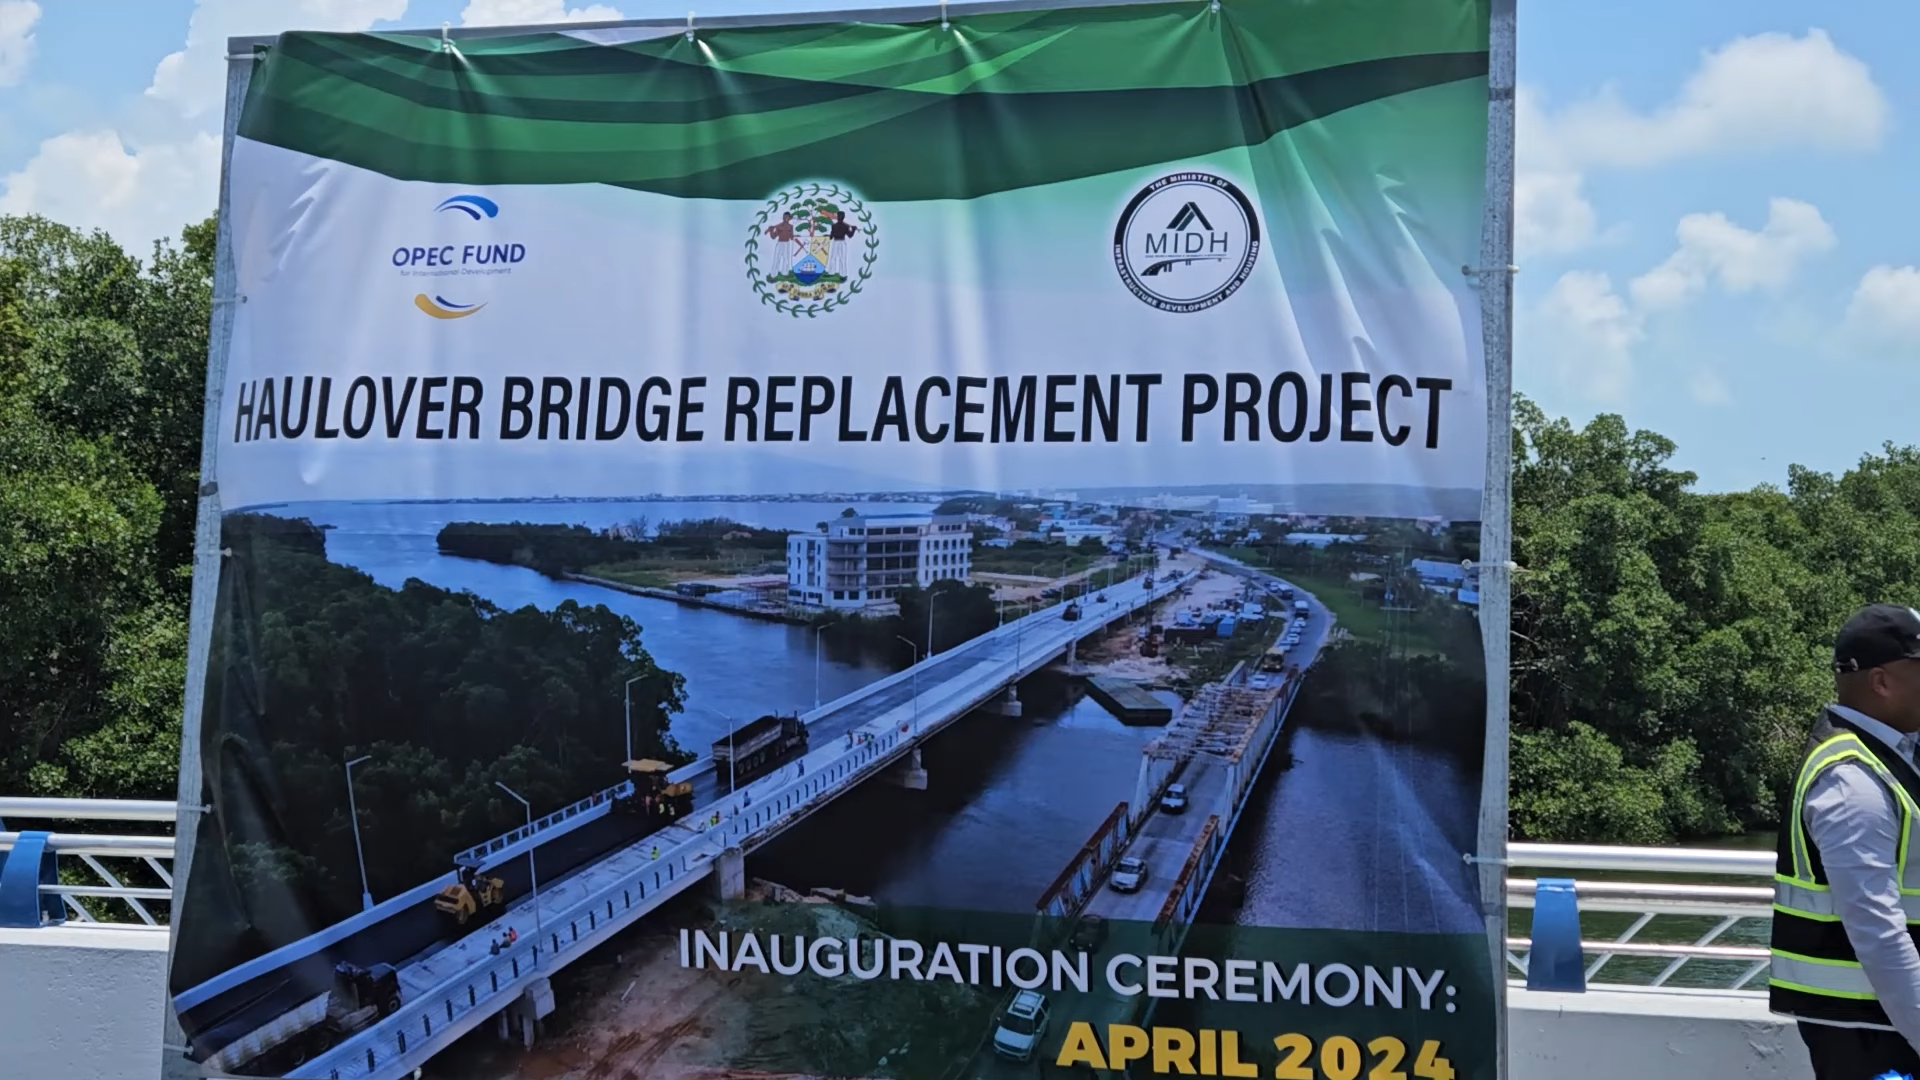 OPEC FUND
for International Development
THE MINISTRY OF
MIDH
INFRASTRUCTURE DEVELOPMENT AND HOUSING
HAULOVER BRIDGE REPLACEMENT PROJECT
INAUGURATION CEREMONY:
APRIL 2024